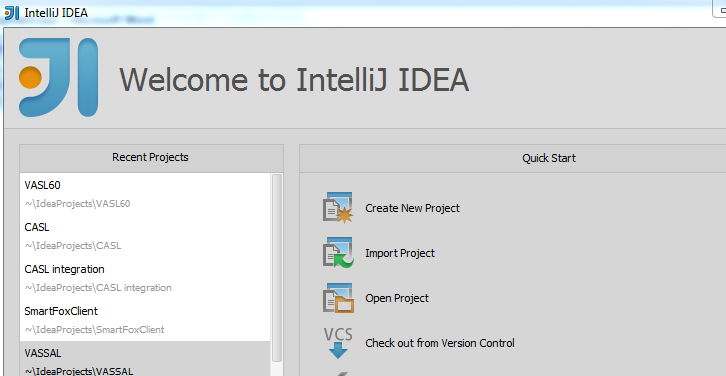 IntelliJ IDEA
Welcome to IntelliJ IDEA
Recent Projects
VASL60
~\IdeaProjects\VASL60
CASL
~\IdeaProjects\CASL
CASL integration
~\IdeaProjects\CASL integration
SmartFoxClient
~\IdeaProjects\SmartFoxClient
VASSAL
~\IdeaProjects\VASSAL
Quick Start
Create New Project
Import Project
Open Project
VCS
Check out from Version Control